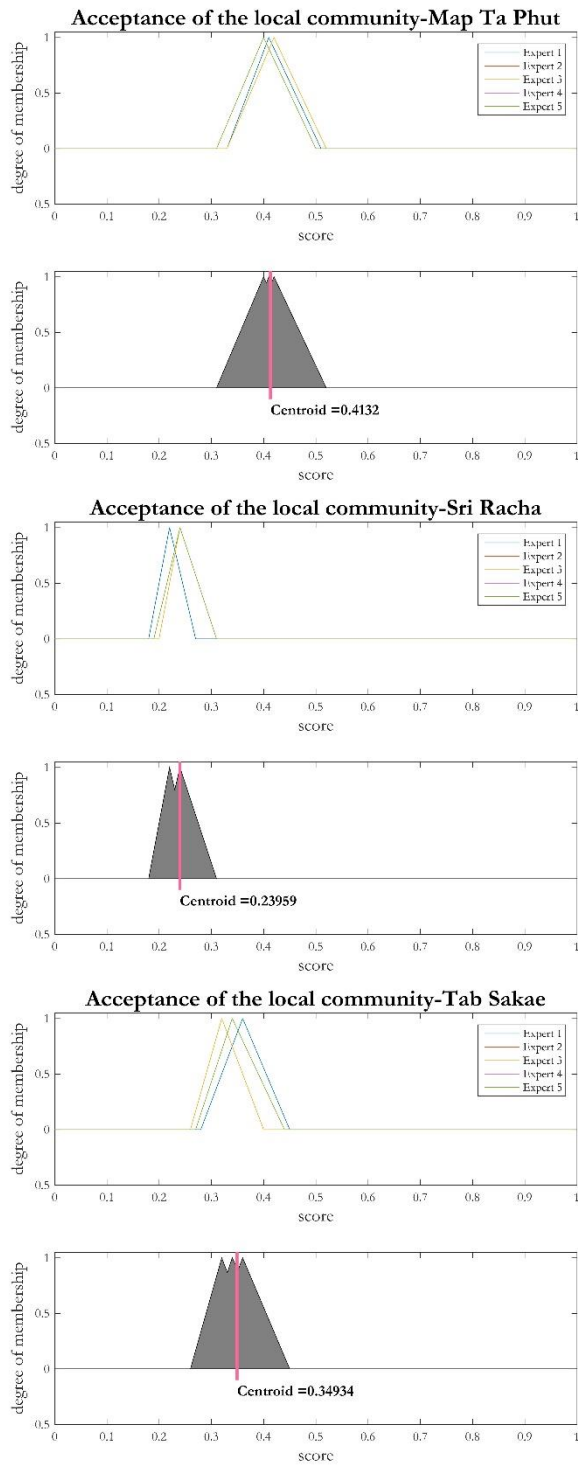 Acceptance of the local community-Map Ta Phut
degree of membership
1
0.5
0
0.5
Expert 1
Expert 2
Expert 3
Expert 4
Expert 5
0 0.1 0.2 0.3 0.4 0.5 0.6 0.7 0.8 0.9 1
score
degree of membership
1
0.5
0
0.5
Centroid =0.4132
0 0.1 0.2 0.3 0.4 0.5 0.6 0.7 0.8 0.9 1
score
Acceptance of the local community-Sri Racha
degree of membership
1
0.5
0
0.5
Expert 1
Expert 2
Expert 3
Expert 4
Expert 5
0 0.1 0.2 0.3 0.4 0.5 0.6 0.7 0.8 0.9 1
score
degree of membership
1
0.5
0
0.5
Centroid =0.23959
0 0.1 0.2 0.3 0.4 0.5 0.6 0.7 0.8 0.9 1
score
Acceptance of the local community-Tab Sakae
degree of membership
1
0.5
0
0.5
Expert 1
Expert 2
Expert 3
Expert 4
Expert 5
0 0.1 0.2 0.3 0.4 0.5 0.6 0.7 0.8 0.9 1
score
degree of membership
1
0.5
0
0.5
Centroid =0.34934
0 0.1 0.2 0.3 0.4 0.5 0.6 0.7 0.8 0.9 1
score